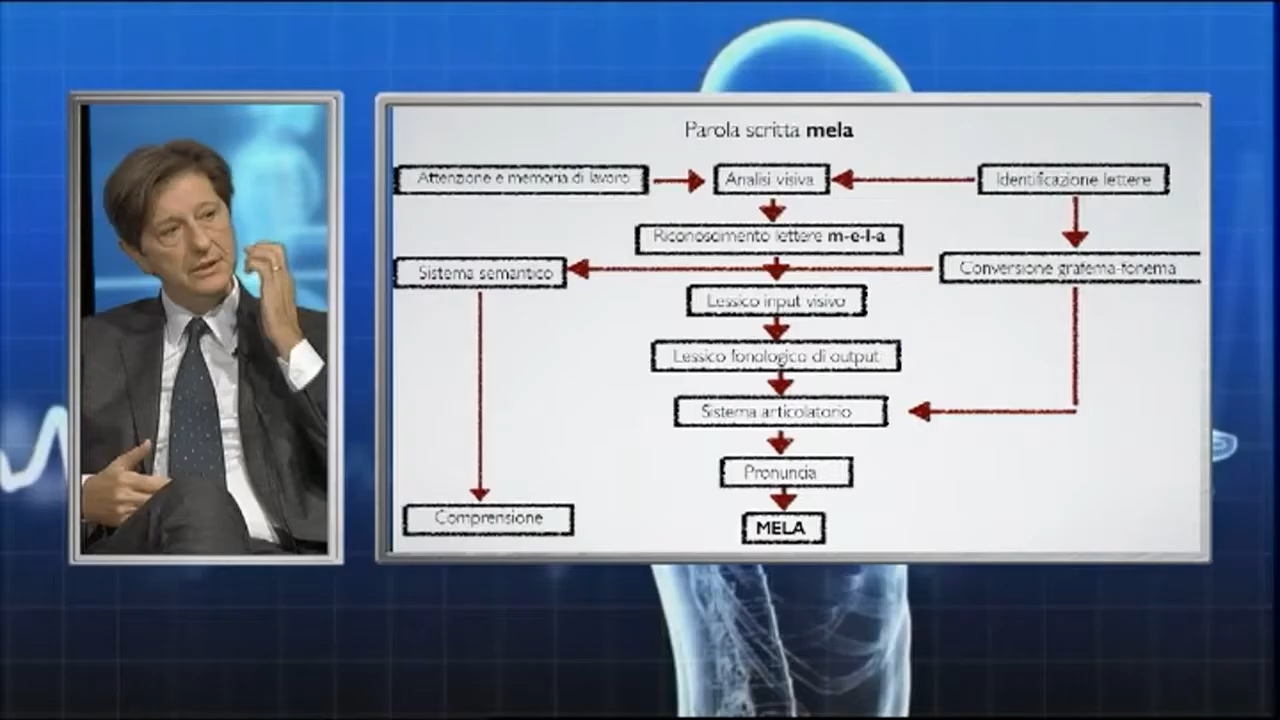 Parola scritta mela
Attenzione e memoria di lavoro
Analisi visiva
Identificazione lettere
Riconoscimento lettere m-e-l-a
Sistema semantico
Conversione grafema-fonema
Lessico input visivo
Lessico fonologico di output
Sistema articolatorio
Pronuncia
Comprensione
MELA